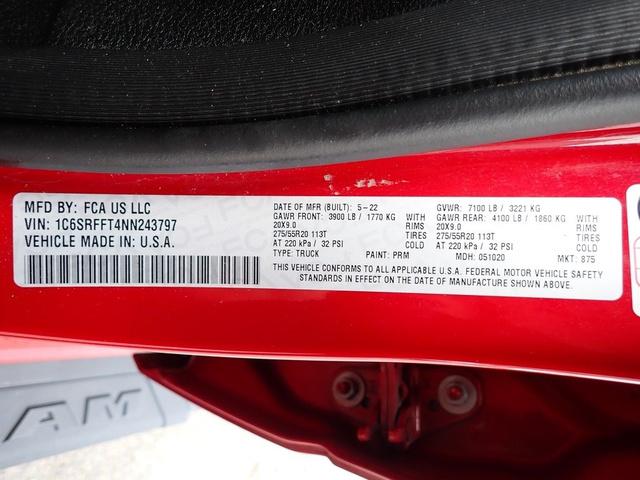 MFD BY: FCA US LLC
VIN: 1C6SRFFT4NN243797
VEHICLE MADE IN U.S.A.
DATE OF MFR (BUILT): 5-22 GVWR: 7100 LB / 3221 KG
GAWR FRONT: 3900 LB / 1770 KG WITH GAWR REAR: 4100 LB / 1860 KG WITH
20X9.0 RIMS 20X9.0 RIMS
275/55R20 113T TIRES 275/55R20 113T TIRES
AT 220 kPa / 32 PSI COLD AT 220 kPa / 32 PSI COLD
TYPE: TRUCK PAINT: PRM MDH: 051020 MKT: 875
THIS VEHICLE CONFORMS TO ALL APPLICABLE U.S.A. FEDERAL MOTOR VEHICLE SAFETY
STANDARDS IN EFFECT ON THE DATE OF MANUFACTURE SHOWN ABOVE.
AM